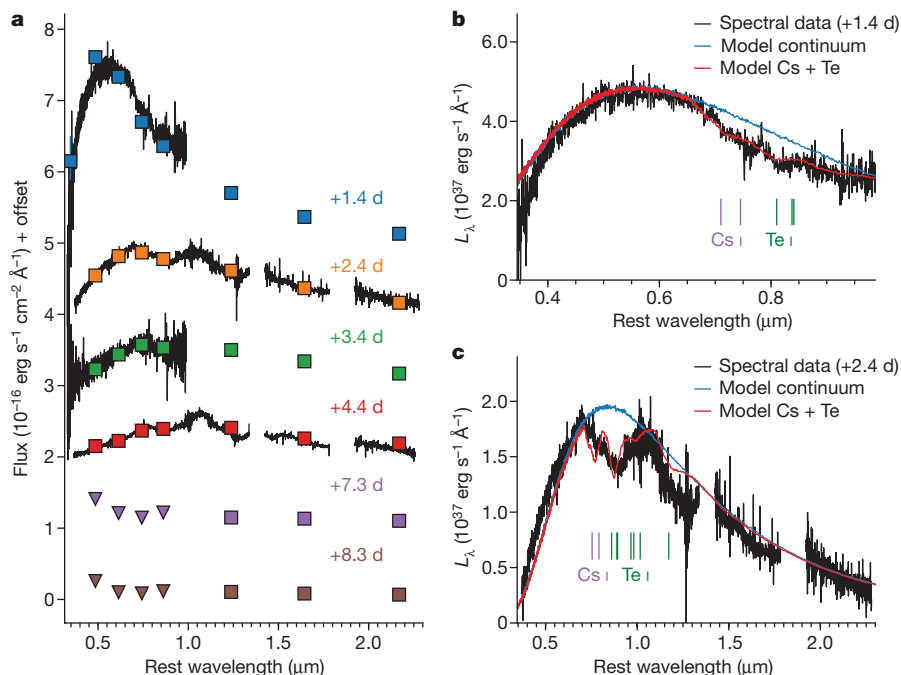 a
8
7
6
5
4
3
2
1
0
+1.4 d
+2.4 d
+3.4 d
+4.4 d
+7.3 d
+8.3 d
0.5 1.0 1.5 2.0
Rest wavelength (μm)
Flux (10⁻¹⁶ erg s⁻¹ cm⁻² Å⁻¹) + offset
b
Spectral data (+1.4 d)
Model continuum
Model Cs + Te
6.0
4.0
2.0
0
Cs Te
0.4 0.6 0.8
Rest wavelength (μm)
Lλ (10³⁷ erg s⁻¹ Å⁻¹)
c
Spectral data (+2.4 d)
Model continuum
Model Cs + Te
2.0
1.5
1.0
0.5
0
Cs Te
0.5 1.0 1.5 2.0
Rest wavelength (μm)
Lλ (10³⁷ erg s⁻¹ Å⁻¹)